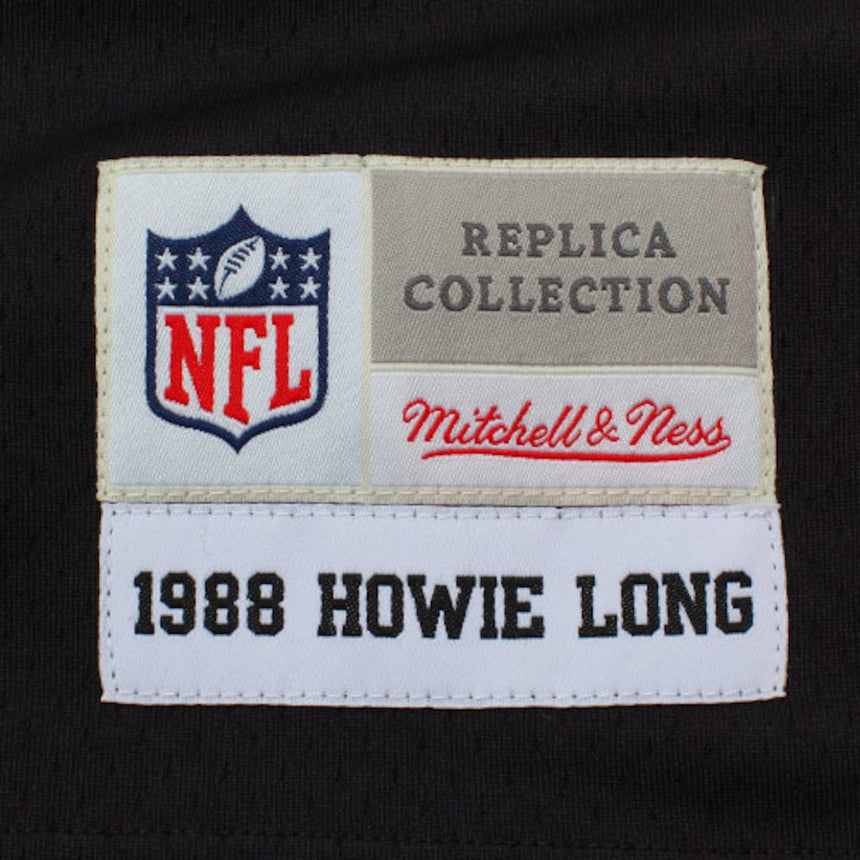 NFL
REPLICA
COLLECTION
Mitchell & Ness
1988 HOWIE LONG